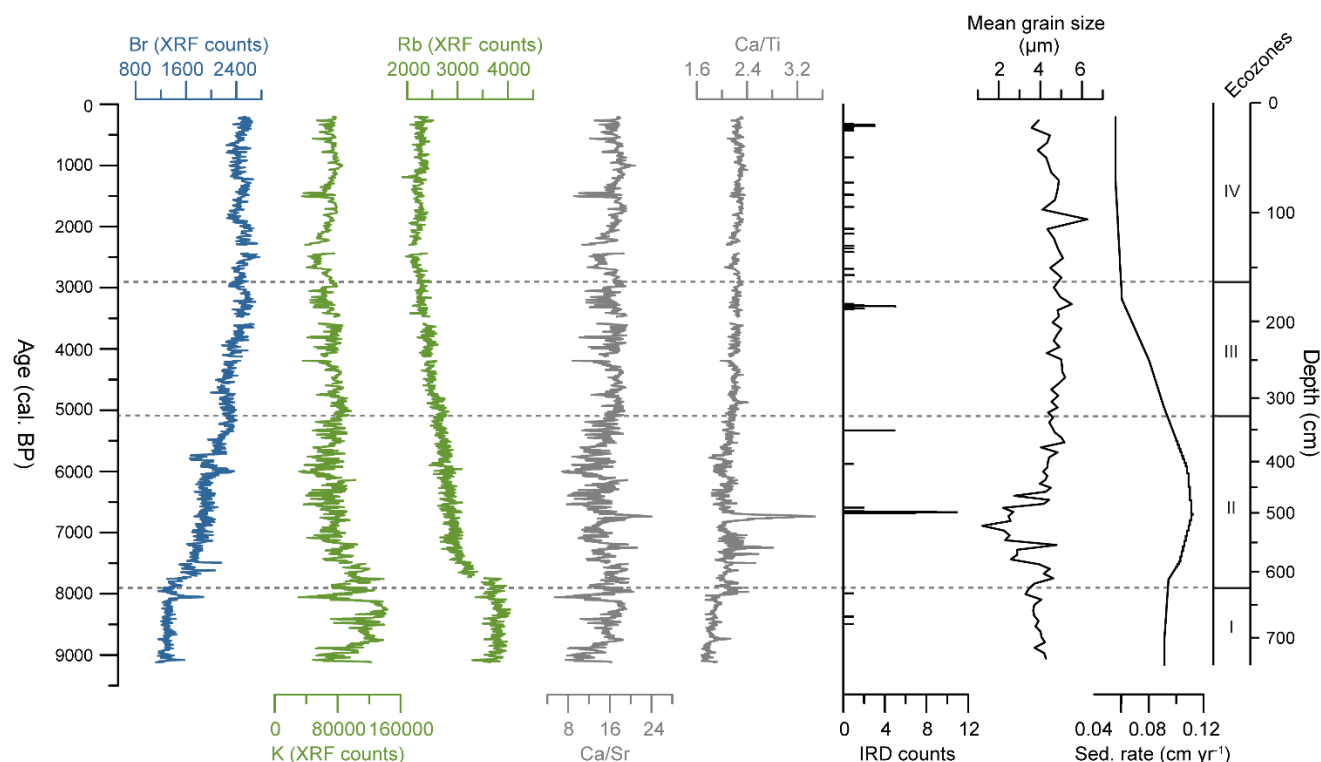 Br (XRF counts)
800 1600 2400
Rb (XRF counts)
2000 3000 4000
Ca/Ti
1.6 2.4 3.2
Mean grain size
(µm)
2 4 6
Ecozones
Age (cal. BP)
0
1000
2000
3000
4000
5000
6000
7000
8000
9000
IV
III
II
I
Depth (cm)
0
100
200
300
400
500
600
700
0 80000 160000
K (XRF counts)
8 16 24
Ca/Sr
0 4 8 12
IRD counts
0.04 0.08 0.12
Sed. rate (cm yr⁻¹)